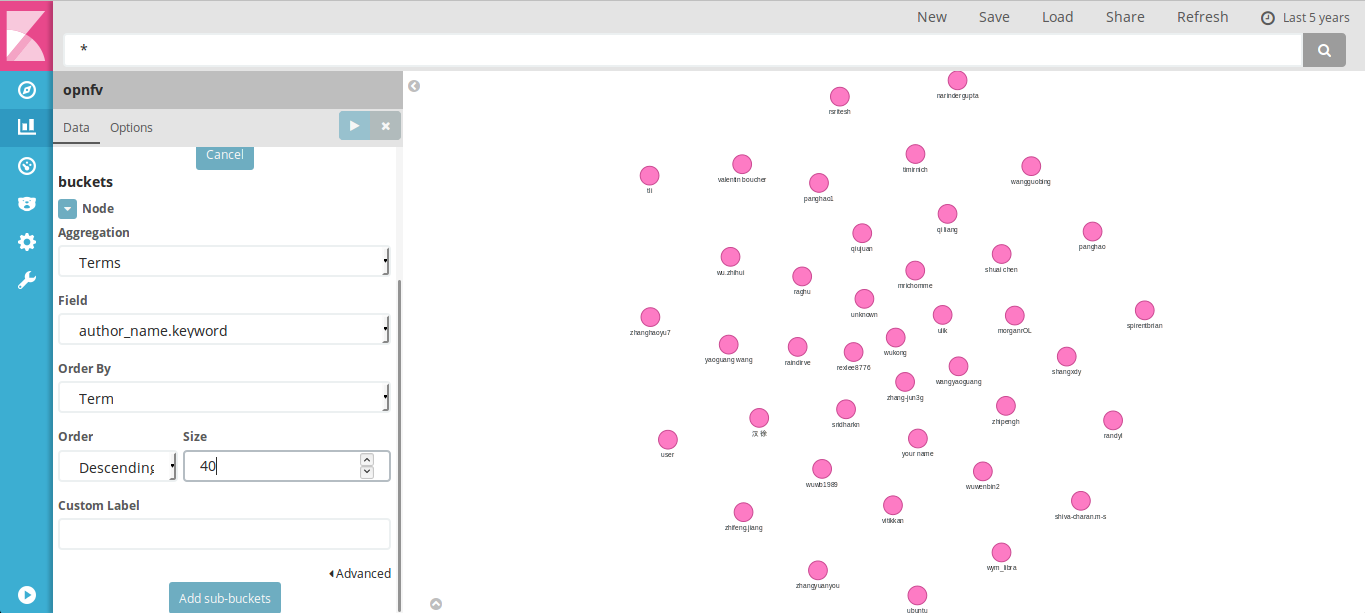 New Save Load Share Refresh Last 5 years
*
opnfv
Data Options
Cancel
buckets
Node
Aggregation
Terms
Field
author_name.keyword
Order By
Term
Order Size
Descending 40
Custom Label
Advanced
Add sub-buckets
narindergupta
rsritesh
timirnich
valentin boucher
wangguobing
tli
panghao1
qi liang
panghao
qiujuan
shuai chen
wu.zhihui
mrichomme
raghu
unknown
spirentbrian
zhanghaoyu7
ulik
morganrOL
wukong
yaoguang wang
raindirve
rexlee8776
shangxdy
wangyaoguang
zhang-jun3g
sridharkn
zhipengh
汉 徐
randyl
user
your name
wuwb1989
wuwenbin2
vitikkan
shiva-charan.m-s
zhifeng.jiang
wym_libra
zhangyuanyou
ubuntu